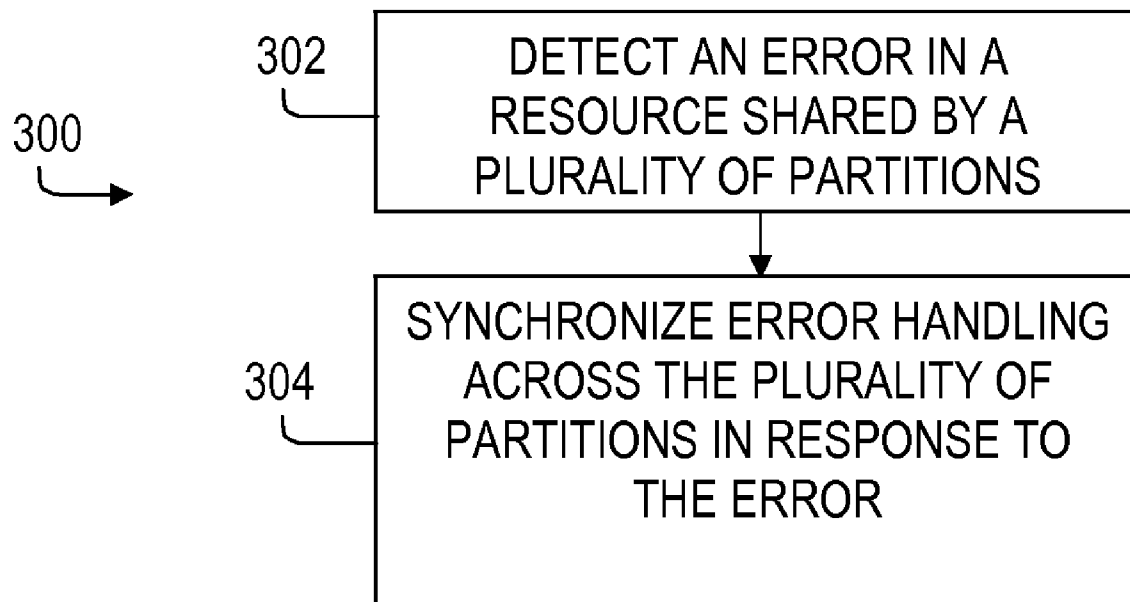 302
DETECT AN ERROR IN A
RESOURCE SHARED BY A
PLURALITY OF PARTITIONS
300
304
SYNCHRONIZE ERROR HANDLING
ACROSS THE PLURALITY OF
PARTITIONS IN RESPONSE TO
THE ERROR